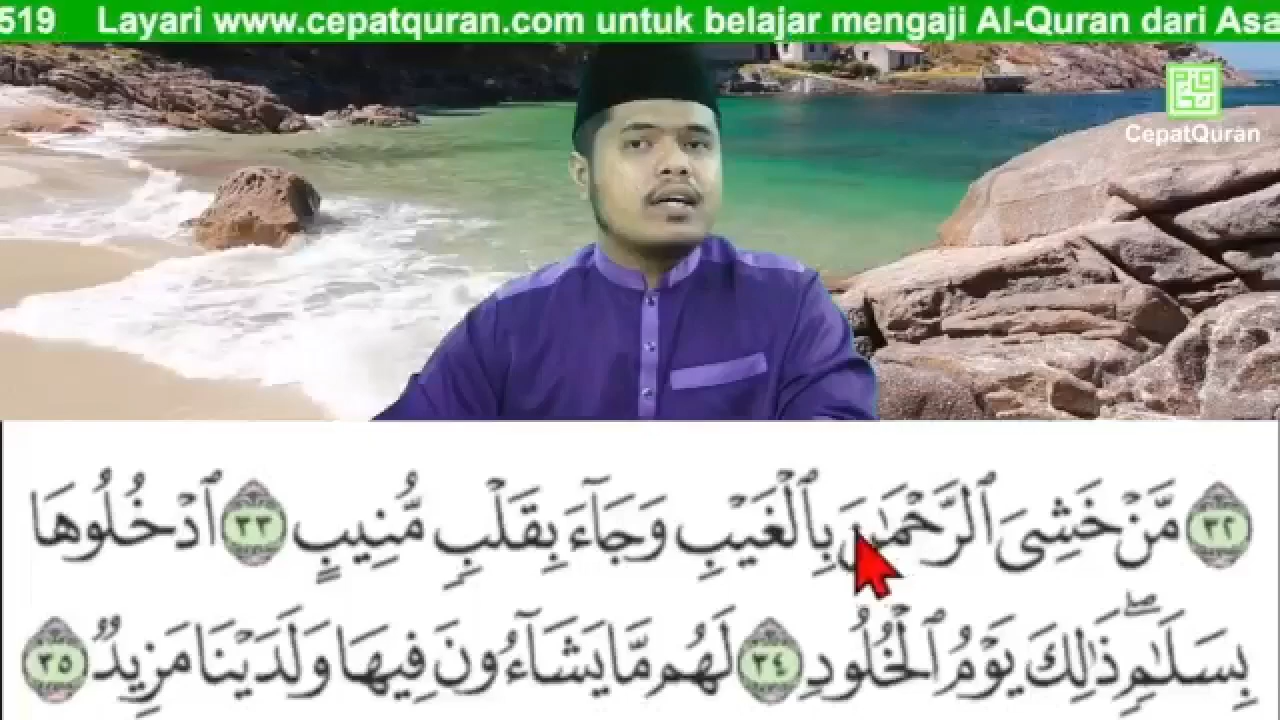 519 Layari www.cepatquran.com untuk belajar mengaji Al-Quran dari Asa
CepatQuran
٣٢ مَّنْ خَشِىَ ٱلرَّحْمَـٰنَ بِٱلْغَيْبِ وَجَآءَ بِقَلْبٍ مُّنِيبٍ ٣٣ ٱدْخُلُوهَا
بِسَلَـٰمٍ ۖ ذَٰلِكَ يَوْمُ ٱلْخُلُودِ ٣٤ لَهُم مَّا يَشَآءُونَ فِيهَا وَلَدَيْنَا مَزِيدٌ ٣٥